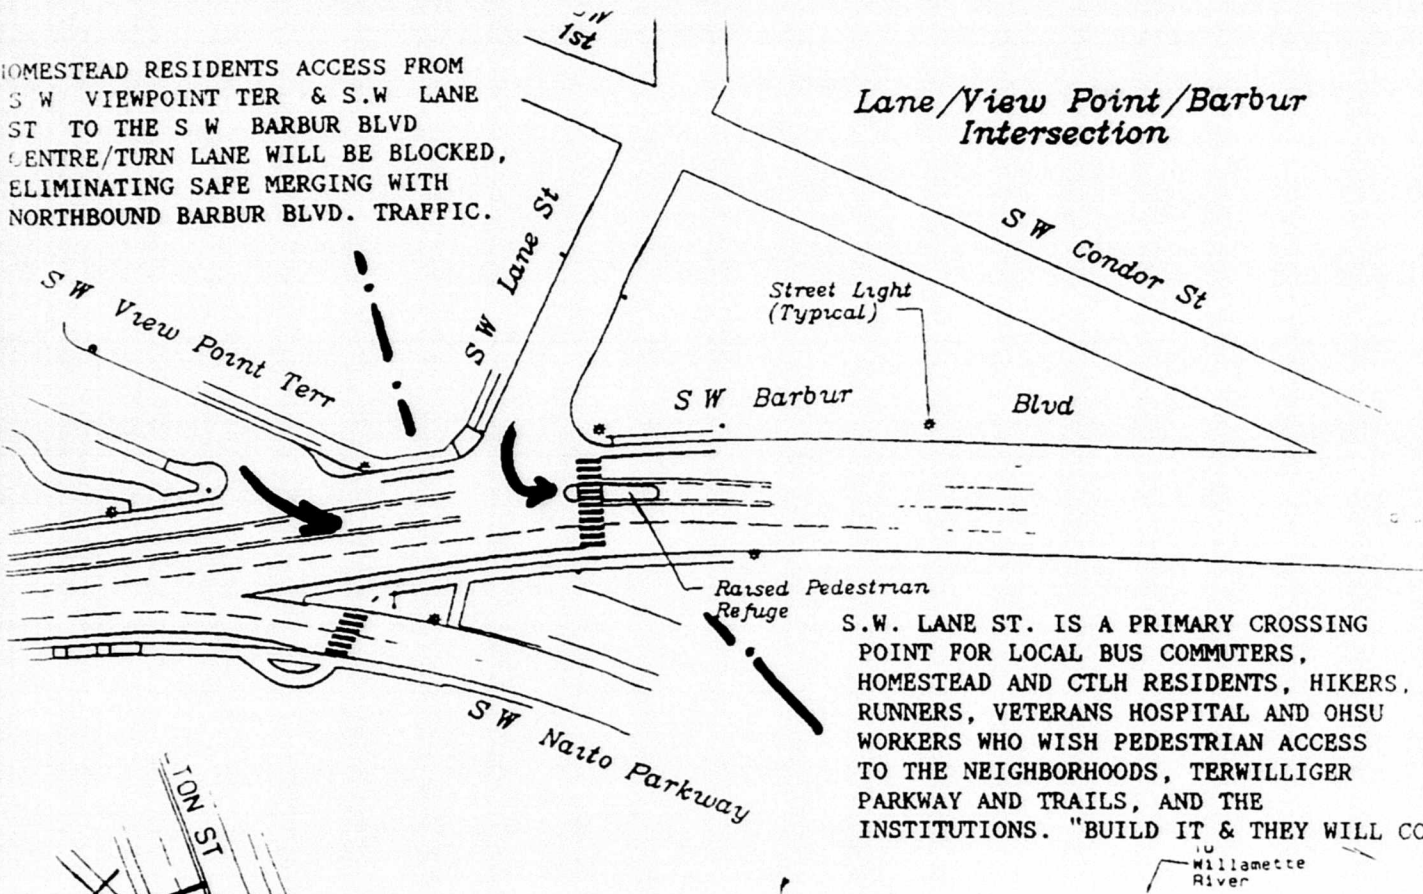 SW
1st
HOMESTEAD RESIDENTS ACCESS FROM
S W VIEWPOINT TER & S.W LANE
ST TO THE S W BARBUR BLVD
CENTRE/TURN LANE WILL BE BLOCKED,
ELIMINATING SAFE MERGING WITH
NORTHBOUND BARBUR BLVD. TRAFFIC.
Lane/View Point/Barbur
Intersection
S W Lane St
S W Condor St
S W View Point Terr
Street Light
(Typical)
S W Barbur Blvd
Raised Pedestrian
Refuge
S.W. LANE ST. IS A PRIMARY CROSSING
POINT FOR LOCAL BUS COMMUTERS,
HOMESTEAD AND CTLH RESIDENTS, HIKERS,
RUNNERS, VETERANS HOSPITAL AND OHSU
WORKERS WHO WISH PEDESTRIAN ACCESS
TO THE NEIGHBORHOODS, TERWILLIGER
PARKWAY AND TRAILS, AND THE
INSTITUTIONS. "BUILD IT & THEY WILL CO
S W Naito Parkway
TON ST
To
Willamette
River